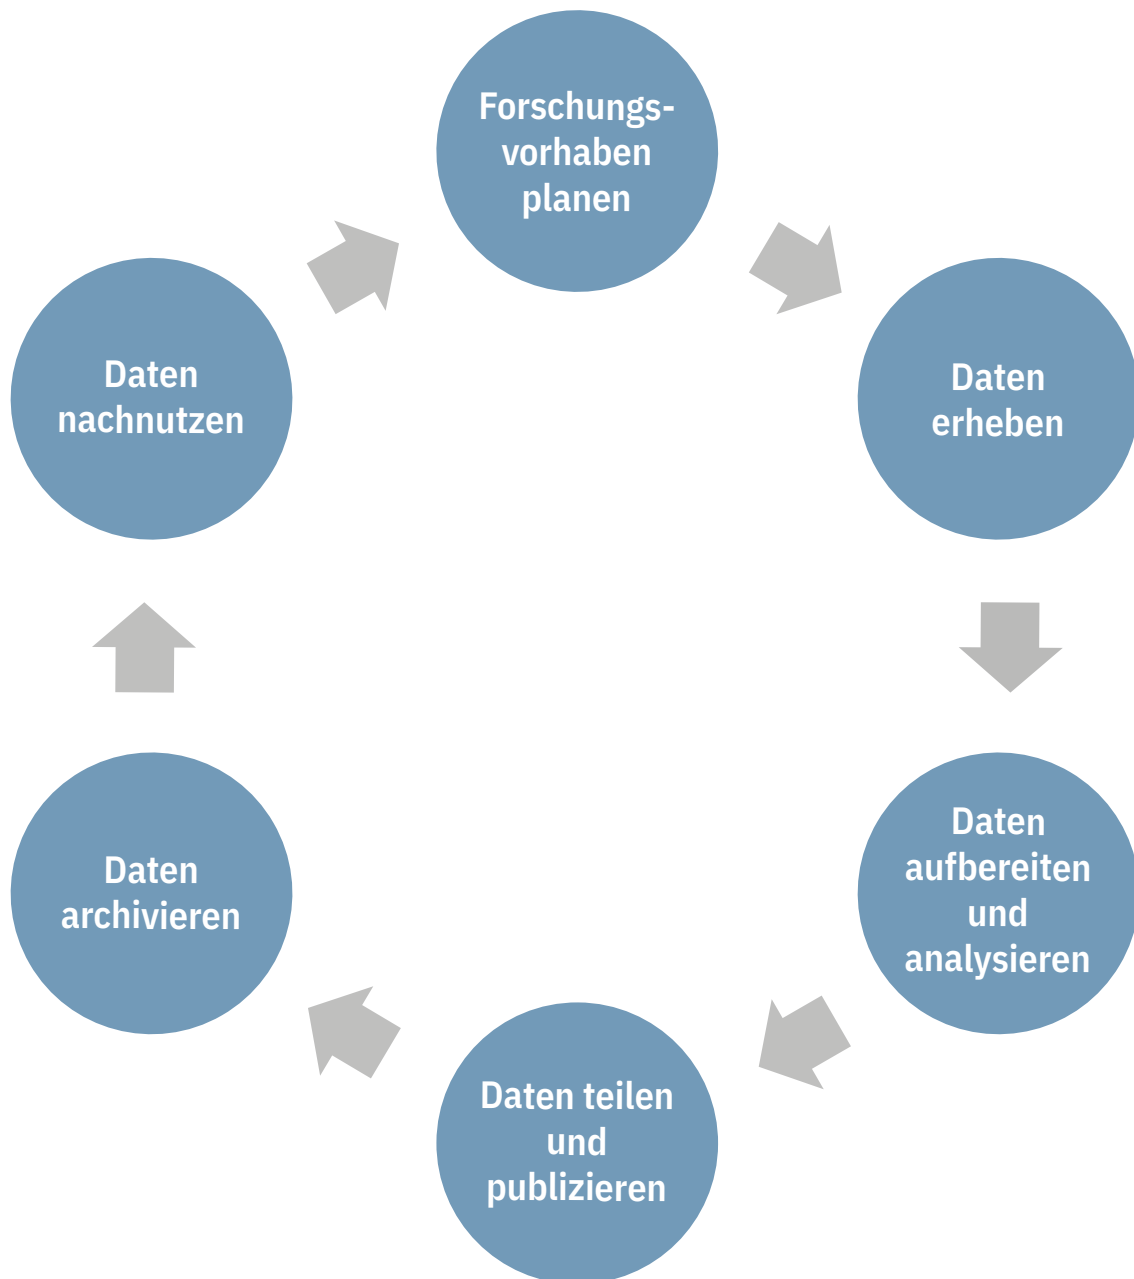 Forschungs-
vorhaben
planen
Daten
erheben
Daten
aufbereiten
und
analysieren
Daten teilen
und
publizieren
Daten
archivieren
Daten
nachnutzen